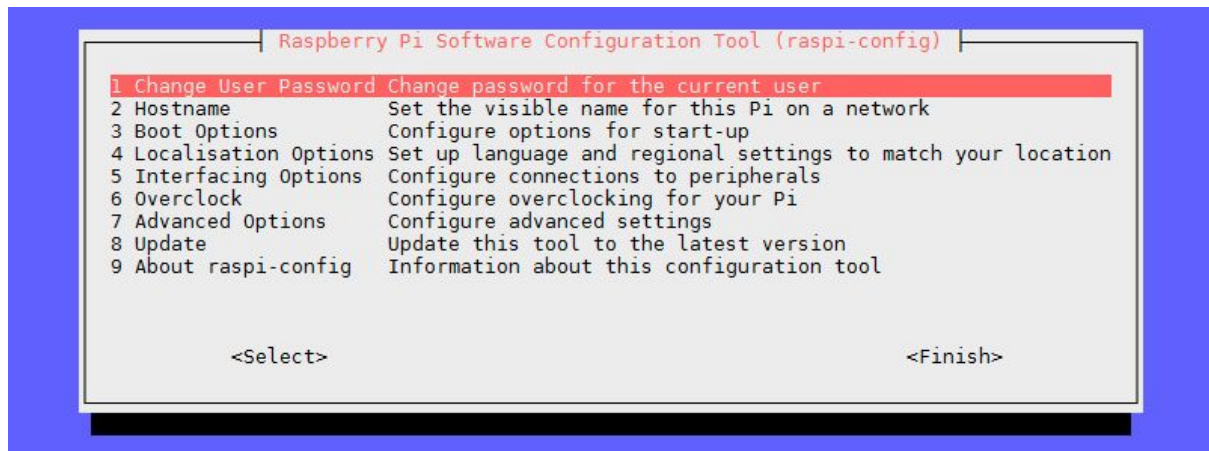 Raspberry Pi Software Configuration Tool (raspi-config)
1 Change User Password Change password for the current user
2 Hostname Set the visible name for this Pi on a network
3 Boot Options Configure options for start-up
4 Localisation Options Set up language and regional settings to match your location
5 Interfacing Options Configure connections to peripherals
6 Overclock Configure overclocking for your Pi
7 Advanced Options Configure advanced settings
8 Update Update this tool to the latest version
9 About raspi-config Information about this configuration tool
<Select> <Finish>